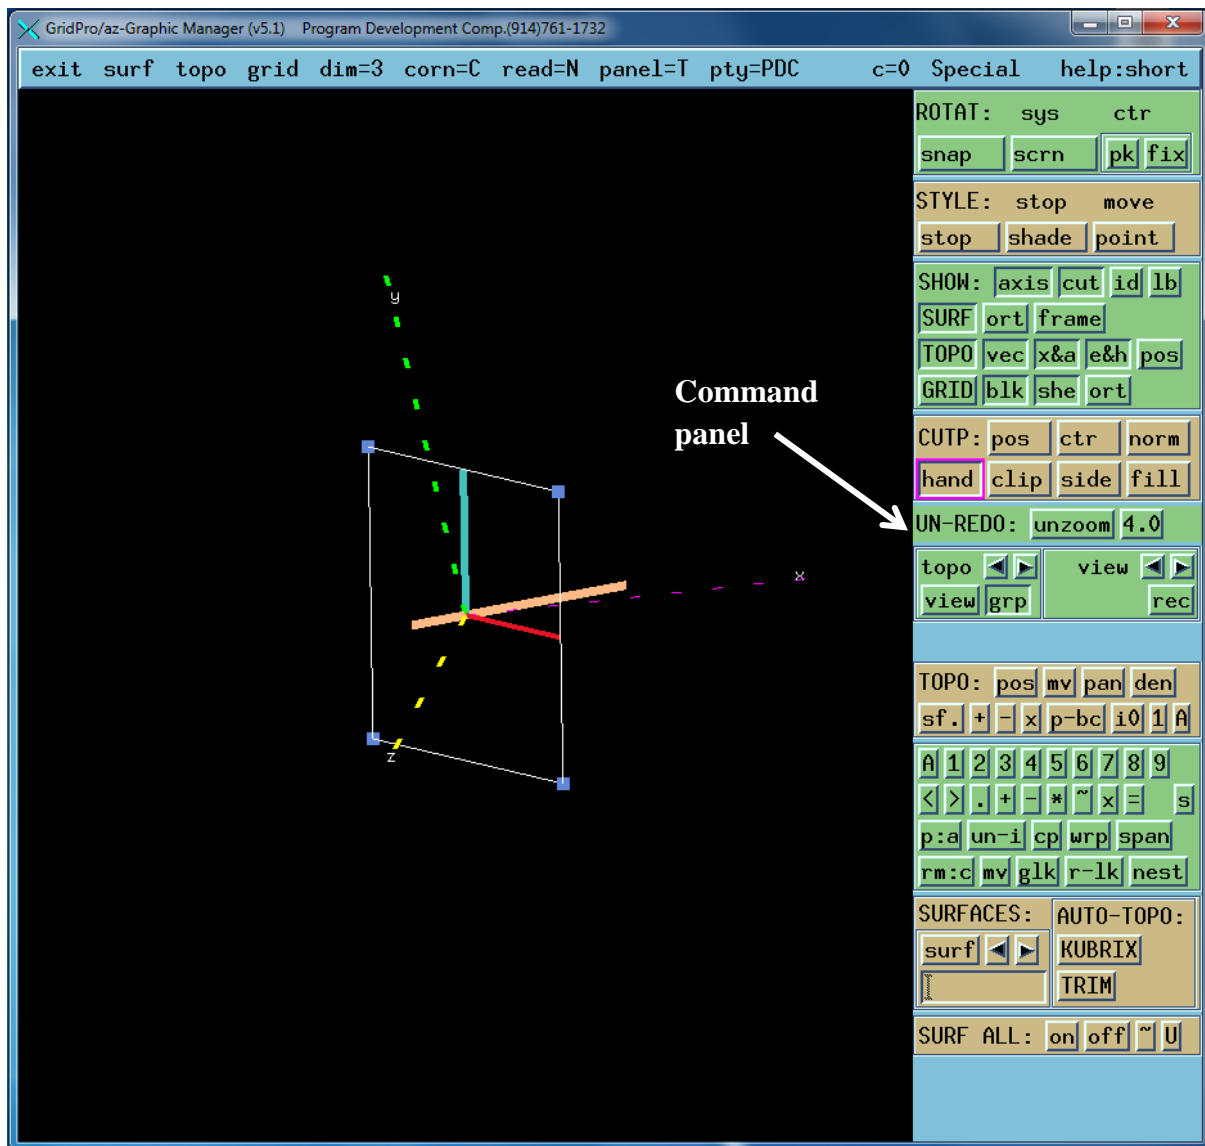 GridPro/az-Graphic Manager (v5.1)    Program Development Comp.(914)761-1732
exit surf topo grid dim=3 corn=C read=N panel=T pty=PDC c=0 Special help:short
ROTAT: sys ctr
snap scrn pk fix
STYLE: stop move
stop shade point
SHOW: axis cut id lb
SURF ort frame
TOPO vec x&a e&h pos
GRID blk she ort
CUTP: pos ctr norm
hand clip side fill
UN-REDO: unzoom 4.0
topo view
view grp rec
TOPO: pos mv pan den
sf. + - x p-bc i0 1 A
A 1 2 3 4 5 6 7 8 9
< > . + - * ~ x = s
p:a un-i cp wrp span
rm:c mv glk r-lk nest
SURFACES: AUTO-TOPO:
surf KUBRIX
TRIM
SURF ALL: on off ~ U
y
Command
panel
x
z